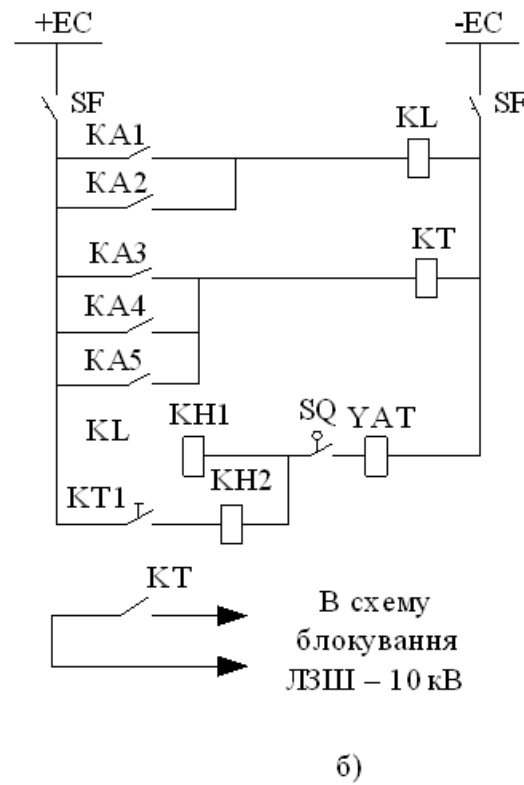 +EC -EC
SF SF
KA1 KL
KA2
KA3 KT
KA4
KA5
KL KH1 SQ YAT
KT1 KH2
KT
В схему
блокування
ЛЗШ – 10 кВ
б)